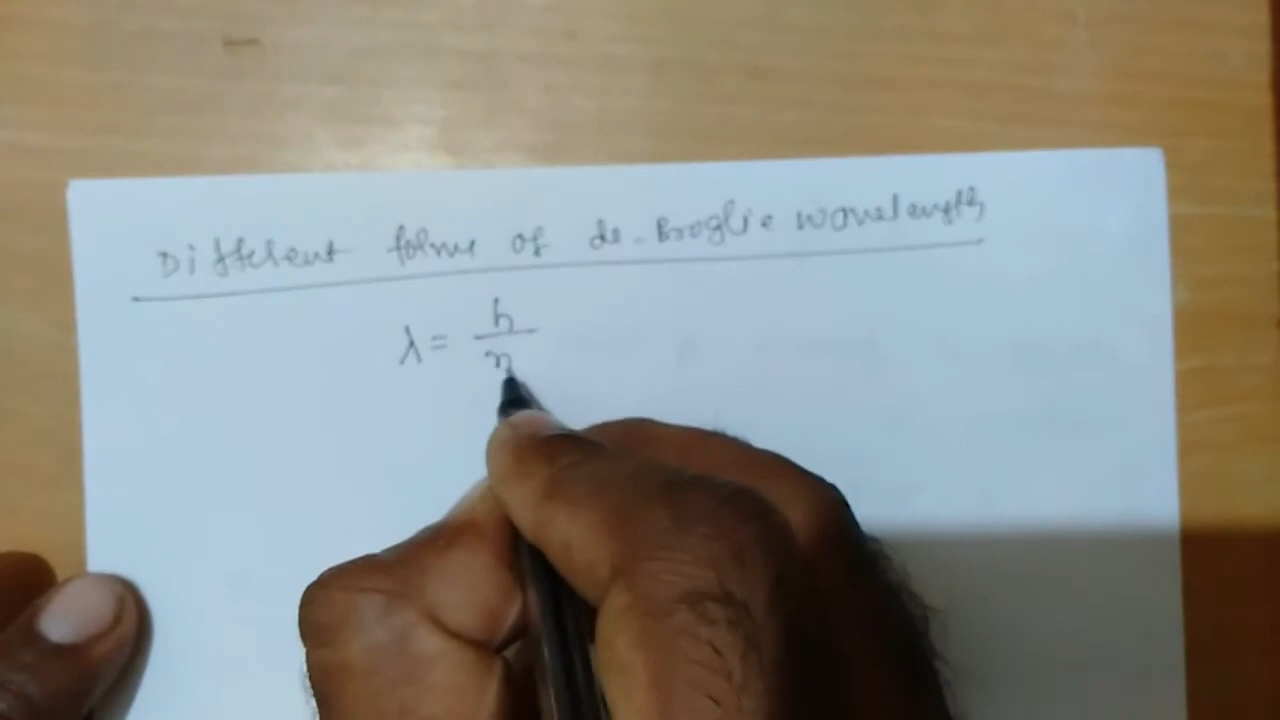 Different forms of de-Broglie wavelength
λ = h/m